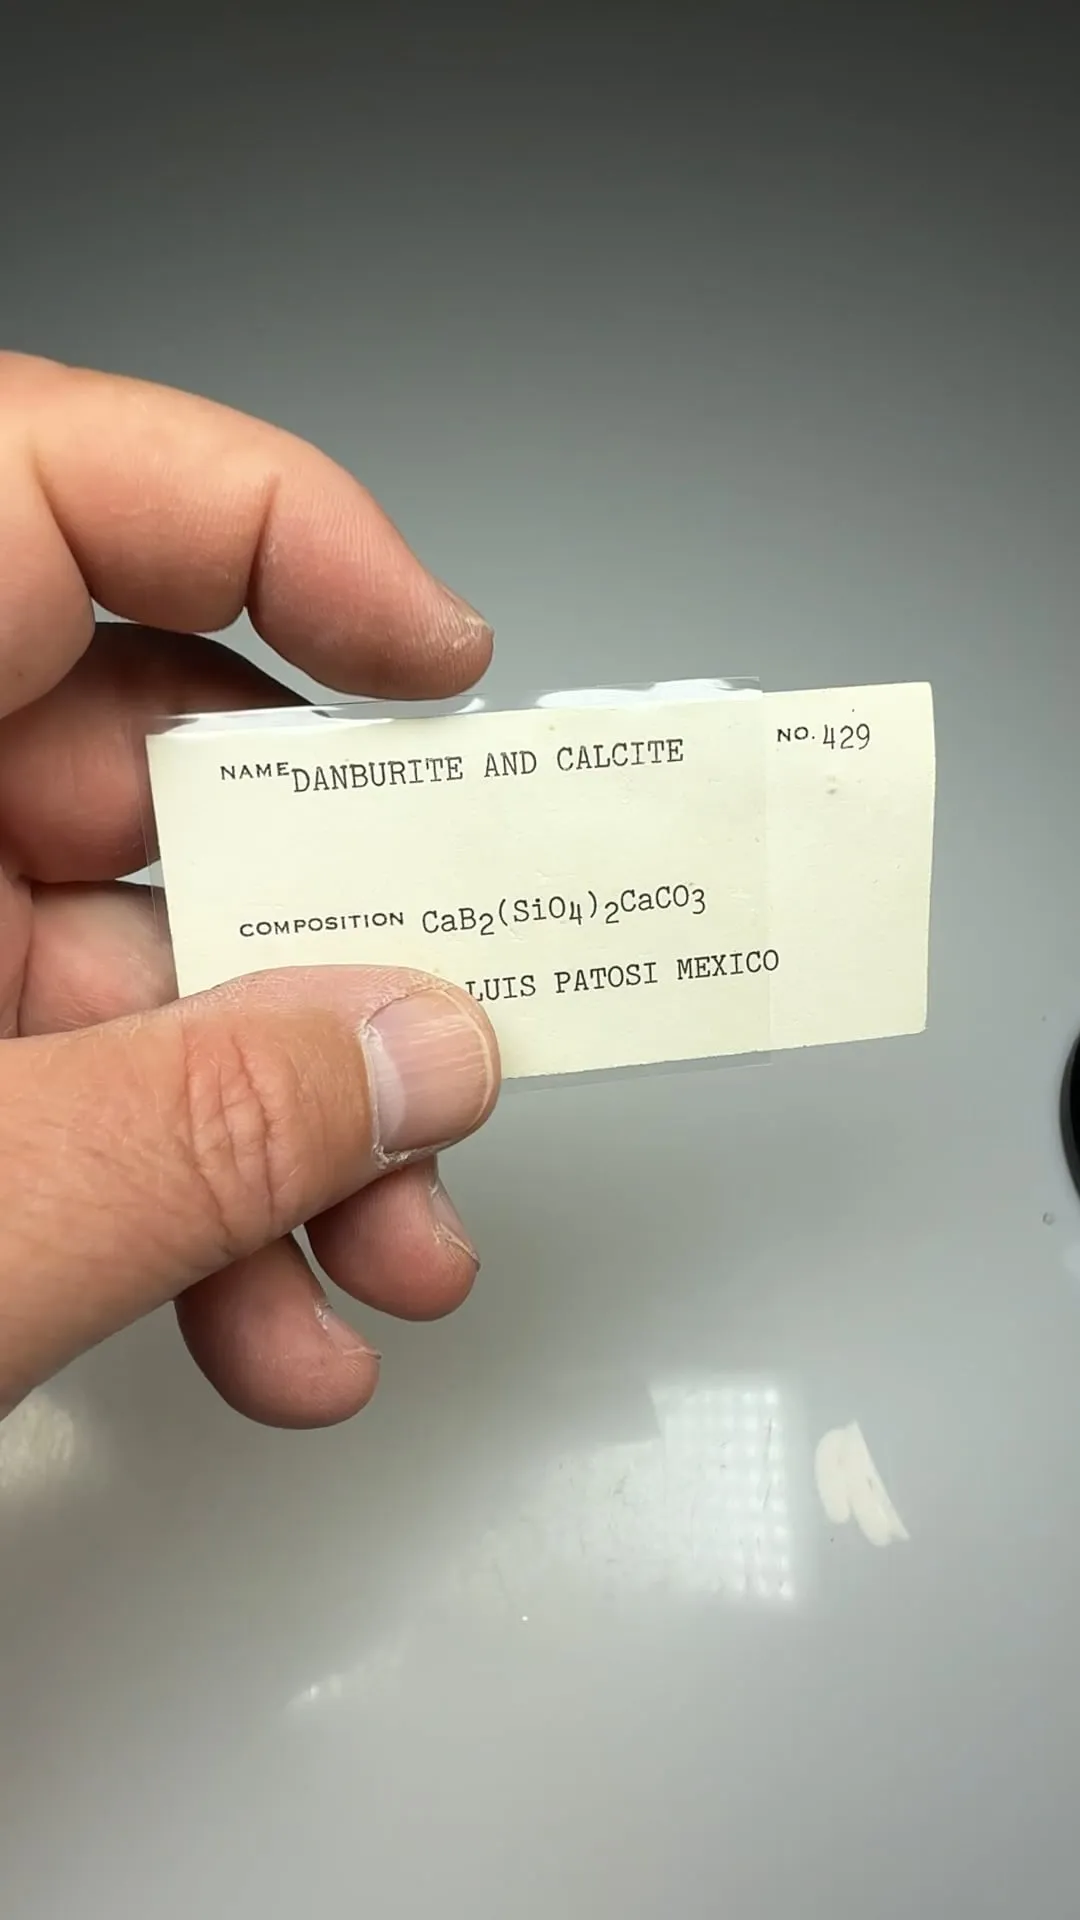 NAME DANBURITE AND CALCITE
NO. 429
COMPOSITION CaB2(SiO4)2CaCO3
LUIS PATOSI MEXICO